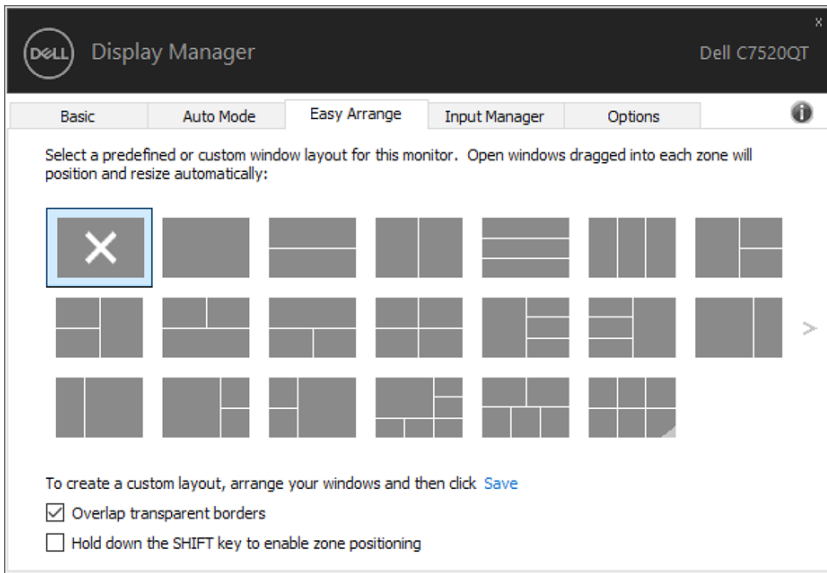 x
DELL
Display Manager
Dell C7520QT
Basic
Auto Mode
Easy Arrange
Input Manager
Options
i
Select a predefined or custom window layout for this monitor. Open windows dragged into each zone will
position and resize automatically:
>
To create a custom layout, arrange your windows and then click Save
Overlap transparent borders
Hold down the SHIFT key to enable zone positioning